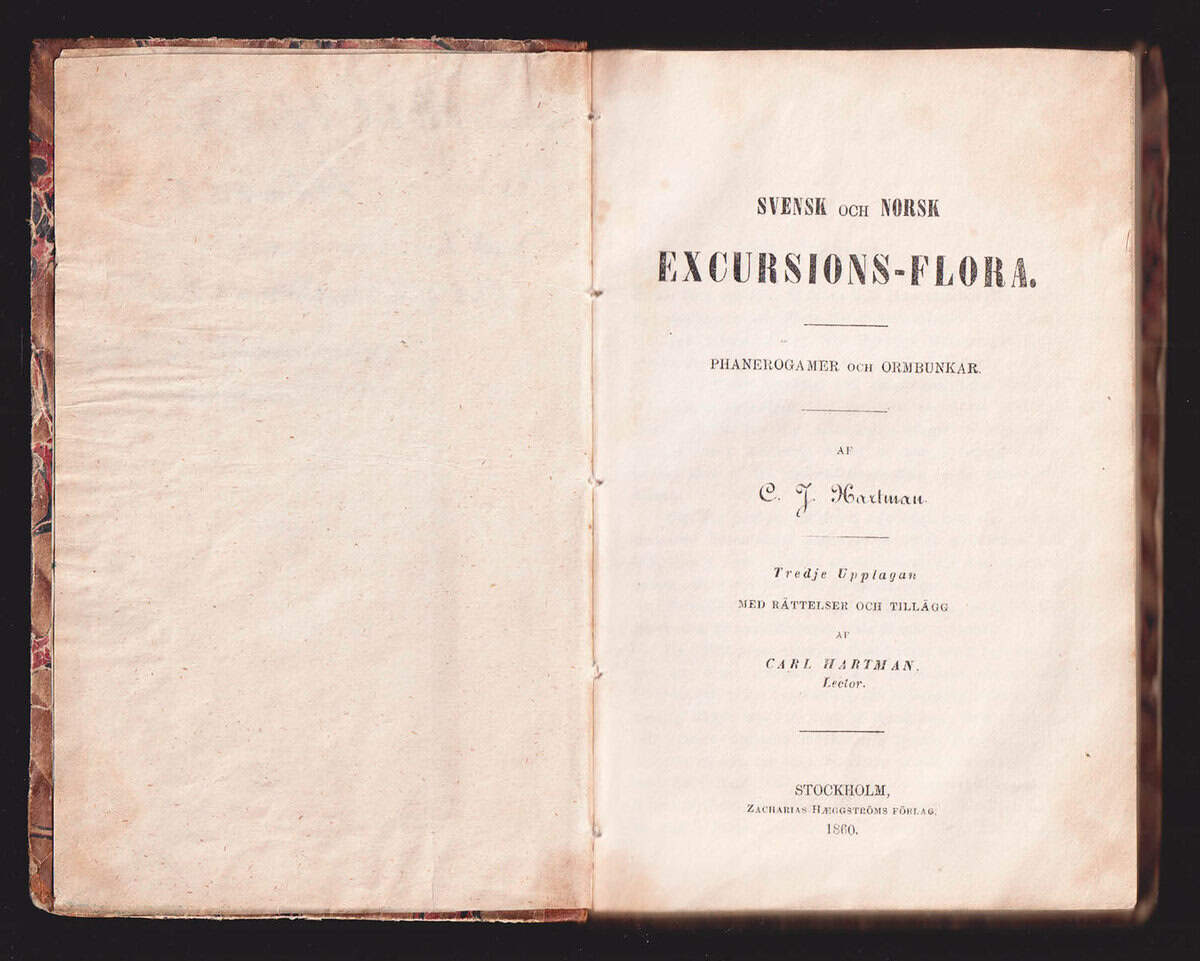 SVENSK OCH NORSK
EXCURSIONS-FLORA.
PHANEROGAMER OCH ORMBUNKAR.
AF
C. J. Hartman.
Tredje Upplagan
MED RÄTTELSER OCH TILLÄGG
AF
CARL HARTMAN.
Lector.
STOCKHOLM,
ZACHARIAS HÆGGSTRÖMS FÖRLAG.
1860.